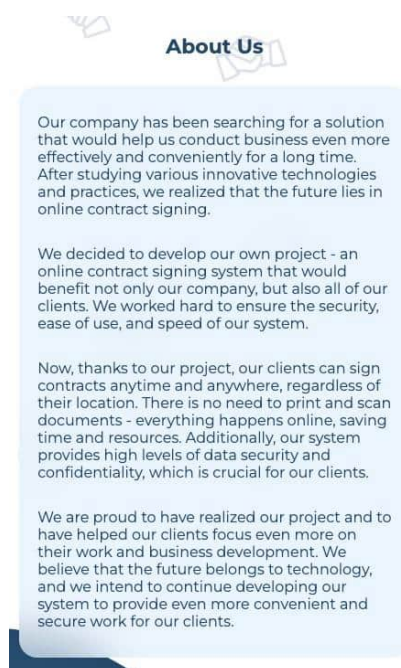 About Us
Our company has been searching for a solution
that would help us conduct business even more
effectively and conveniently for a long time.
After studying various innovative technologies
and practices, we realized that the future lies in
online contract signing.
We decided to develop our own project - an
online contract signing system that would
benefit not only our company, but also all of our
clients. We worked hard to ensure the security,
ease of use, and speed of our system.
Now, thanks to our project, our clients can sign
contracts anytime and anywhere, regardless of
their location. There is no need to print and scan
documents - everything happens online, saving
time and resources. Additionally, our system
provides high levels of data security and
confidentiality, which is crucial for our clients.
We are proud to have realized our project and to
have helped our clients focus even more on
their work and business development. We
believe that the future belongs to technology,
and we intend to continue developing our
system to provide even more convenient and
secure work for our clients.